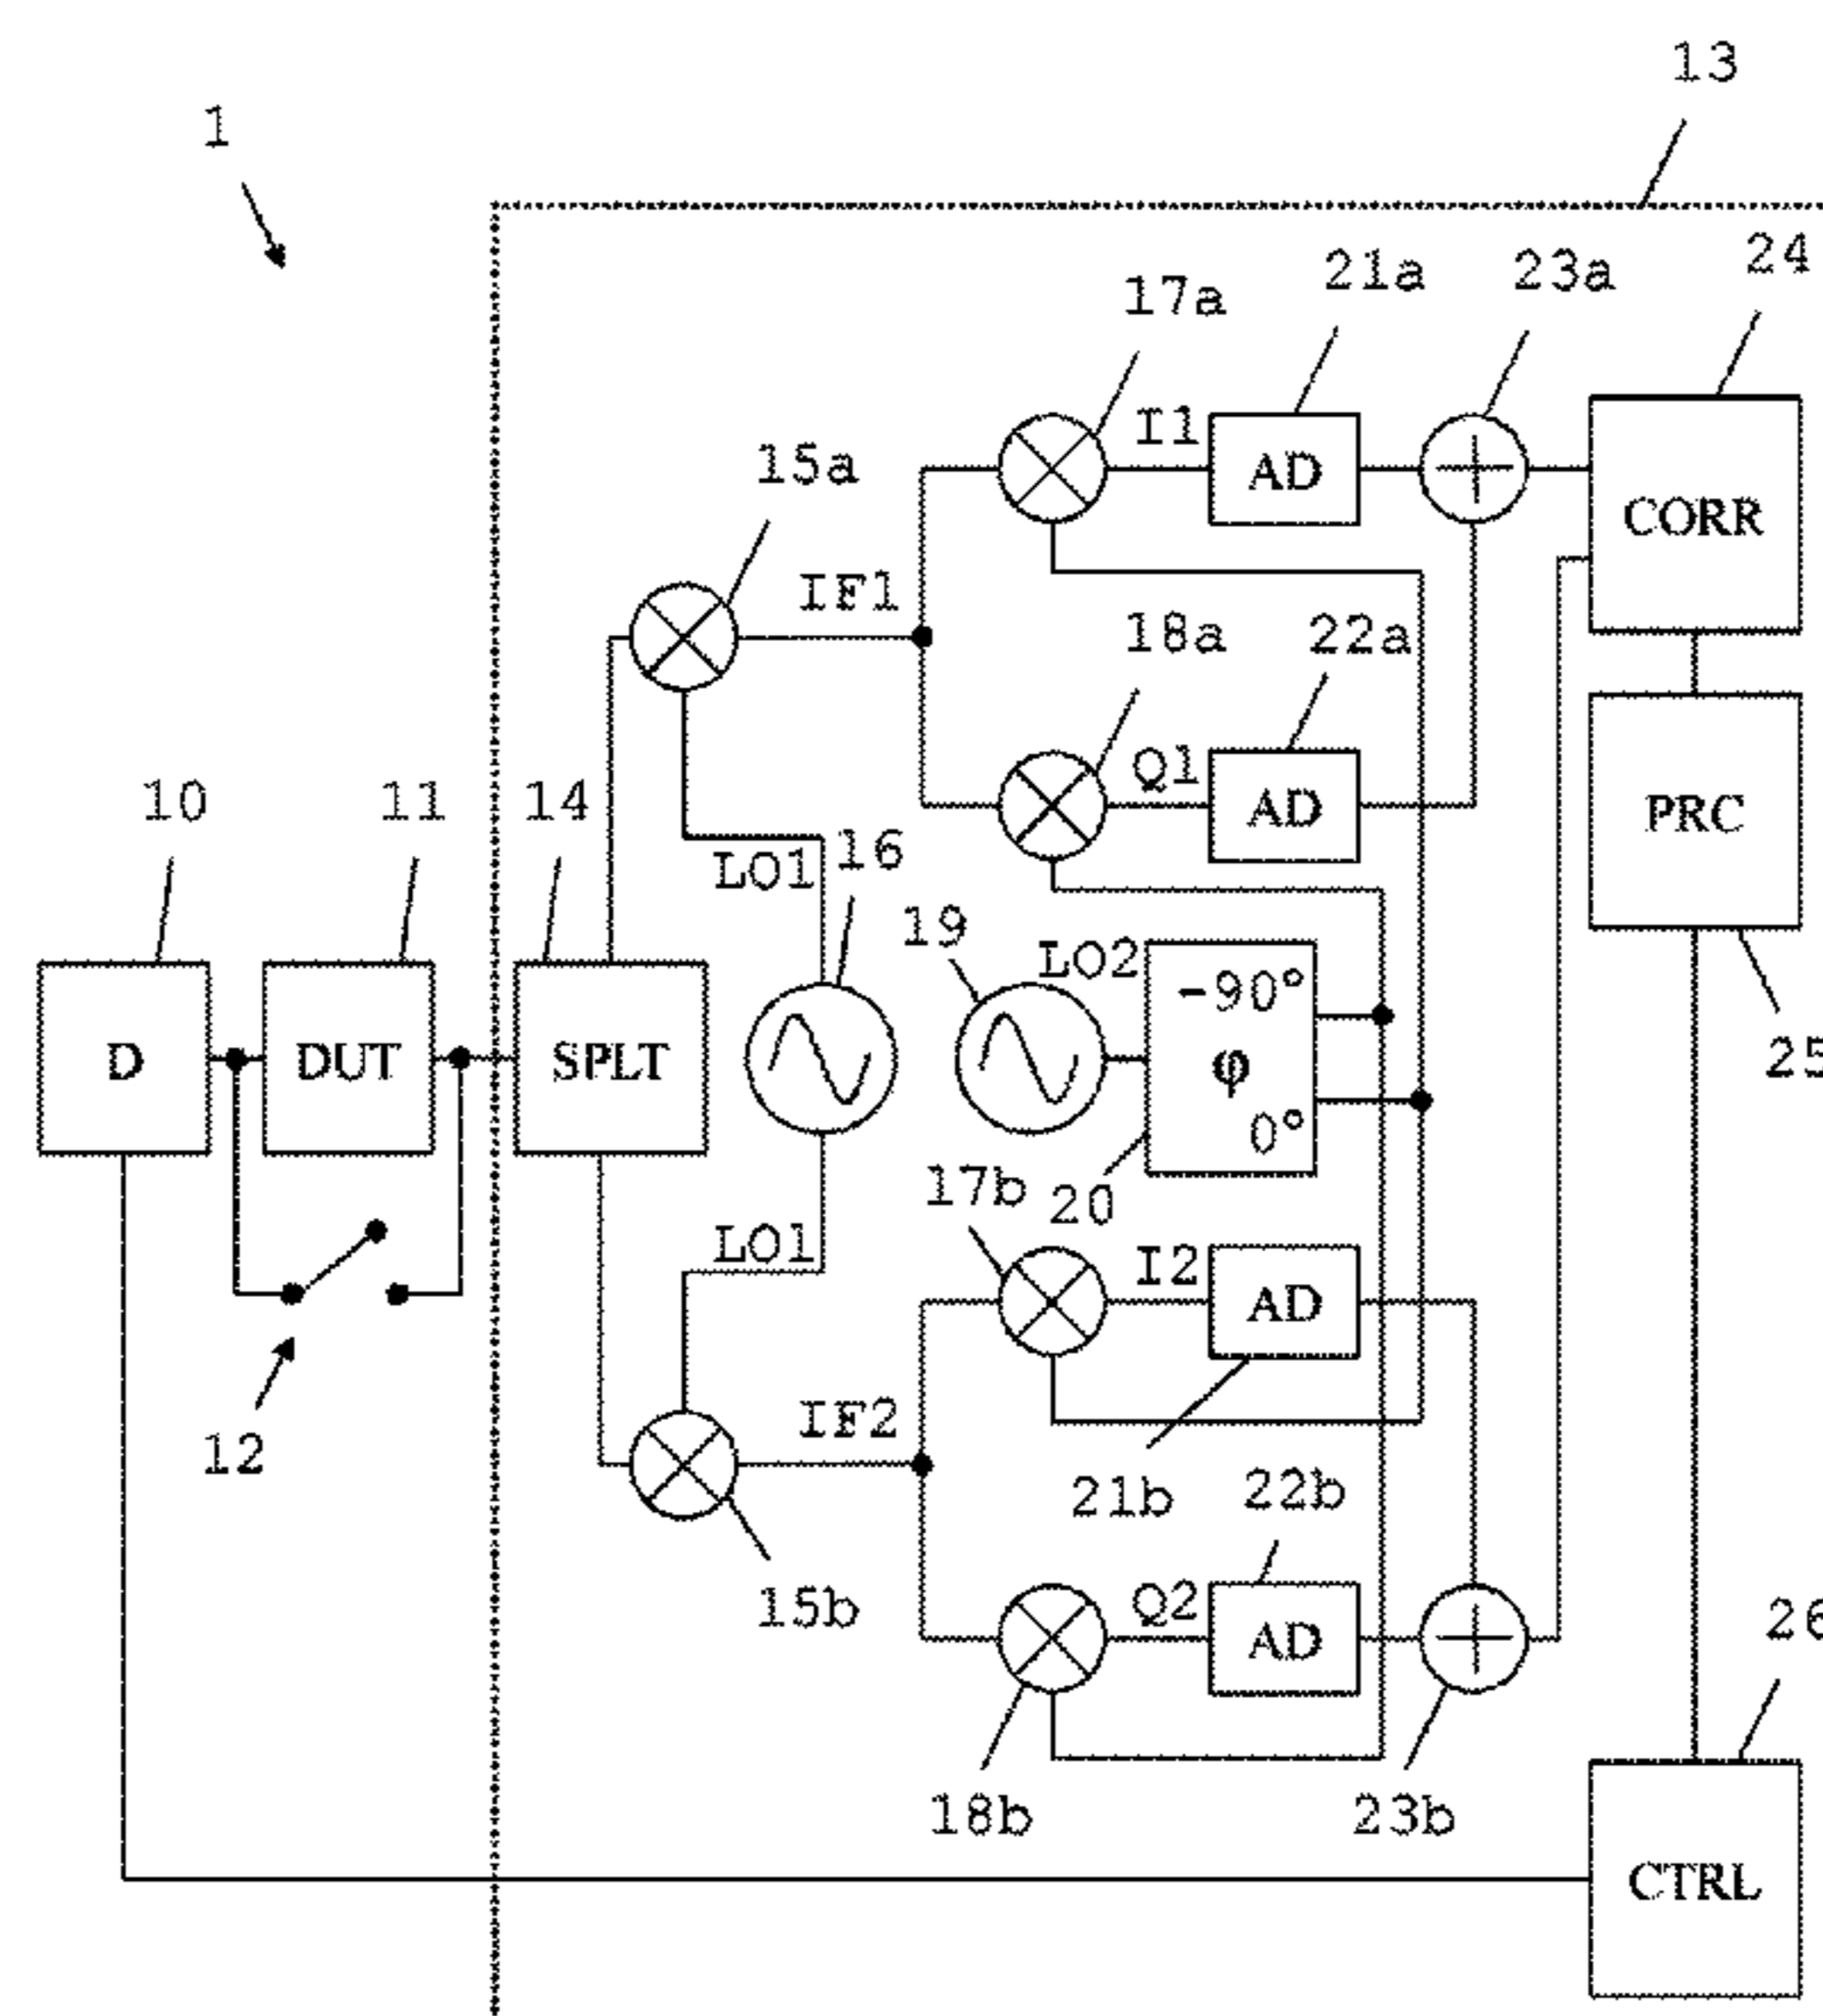 13
1
24
21a
23a
17a
I1
AD
15a
CORR
IF1
18a
22a
Q1
AD
PRC
10
11
14
LO1
16
19
LO2
-90°
φ
0°
D
DUT
SPLT
25
17b
20
LO1
I2
AD
12
IF2
21b
22b
15b
Q2
AD
26
18b
23b
CTRL